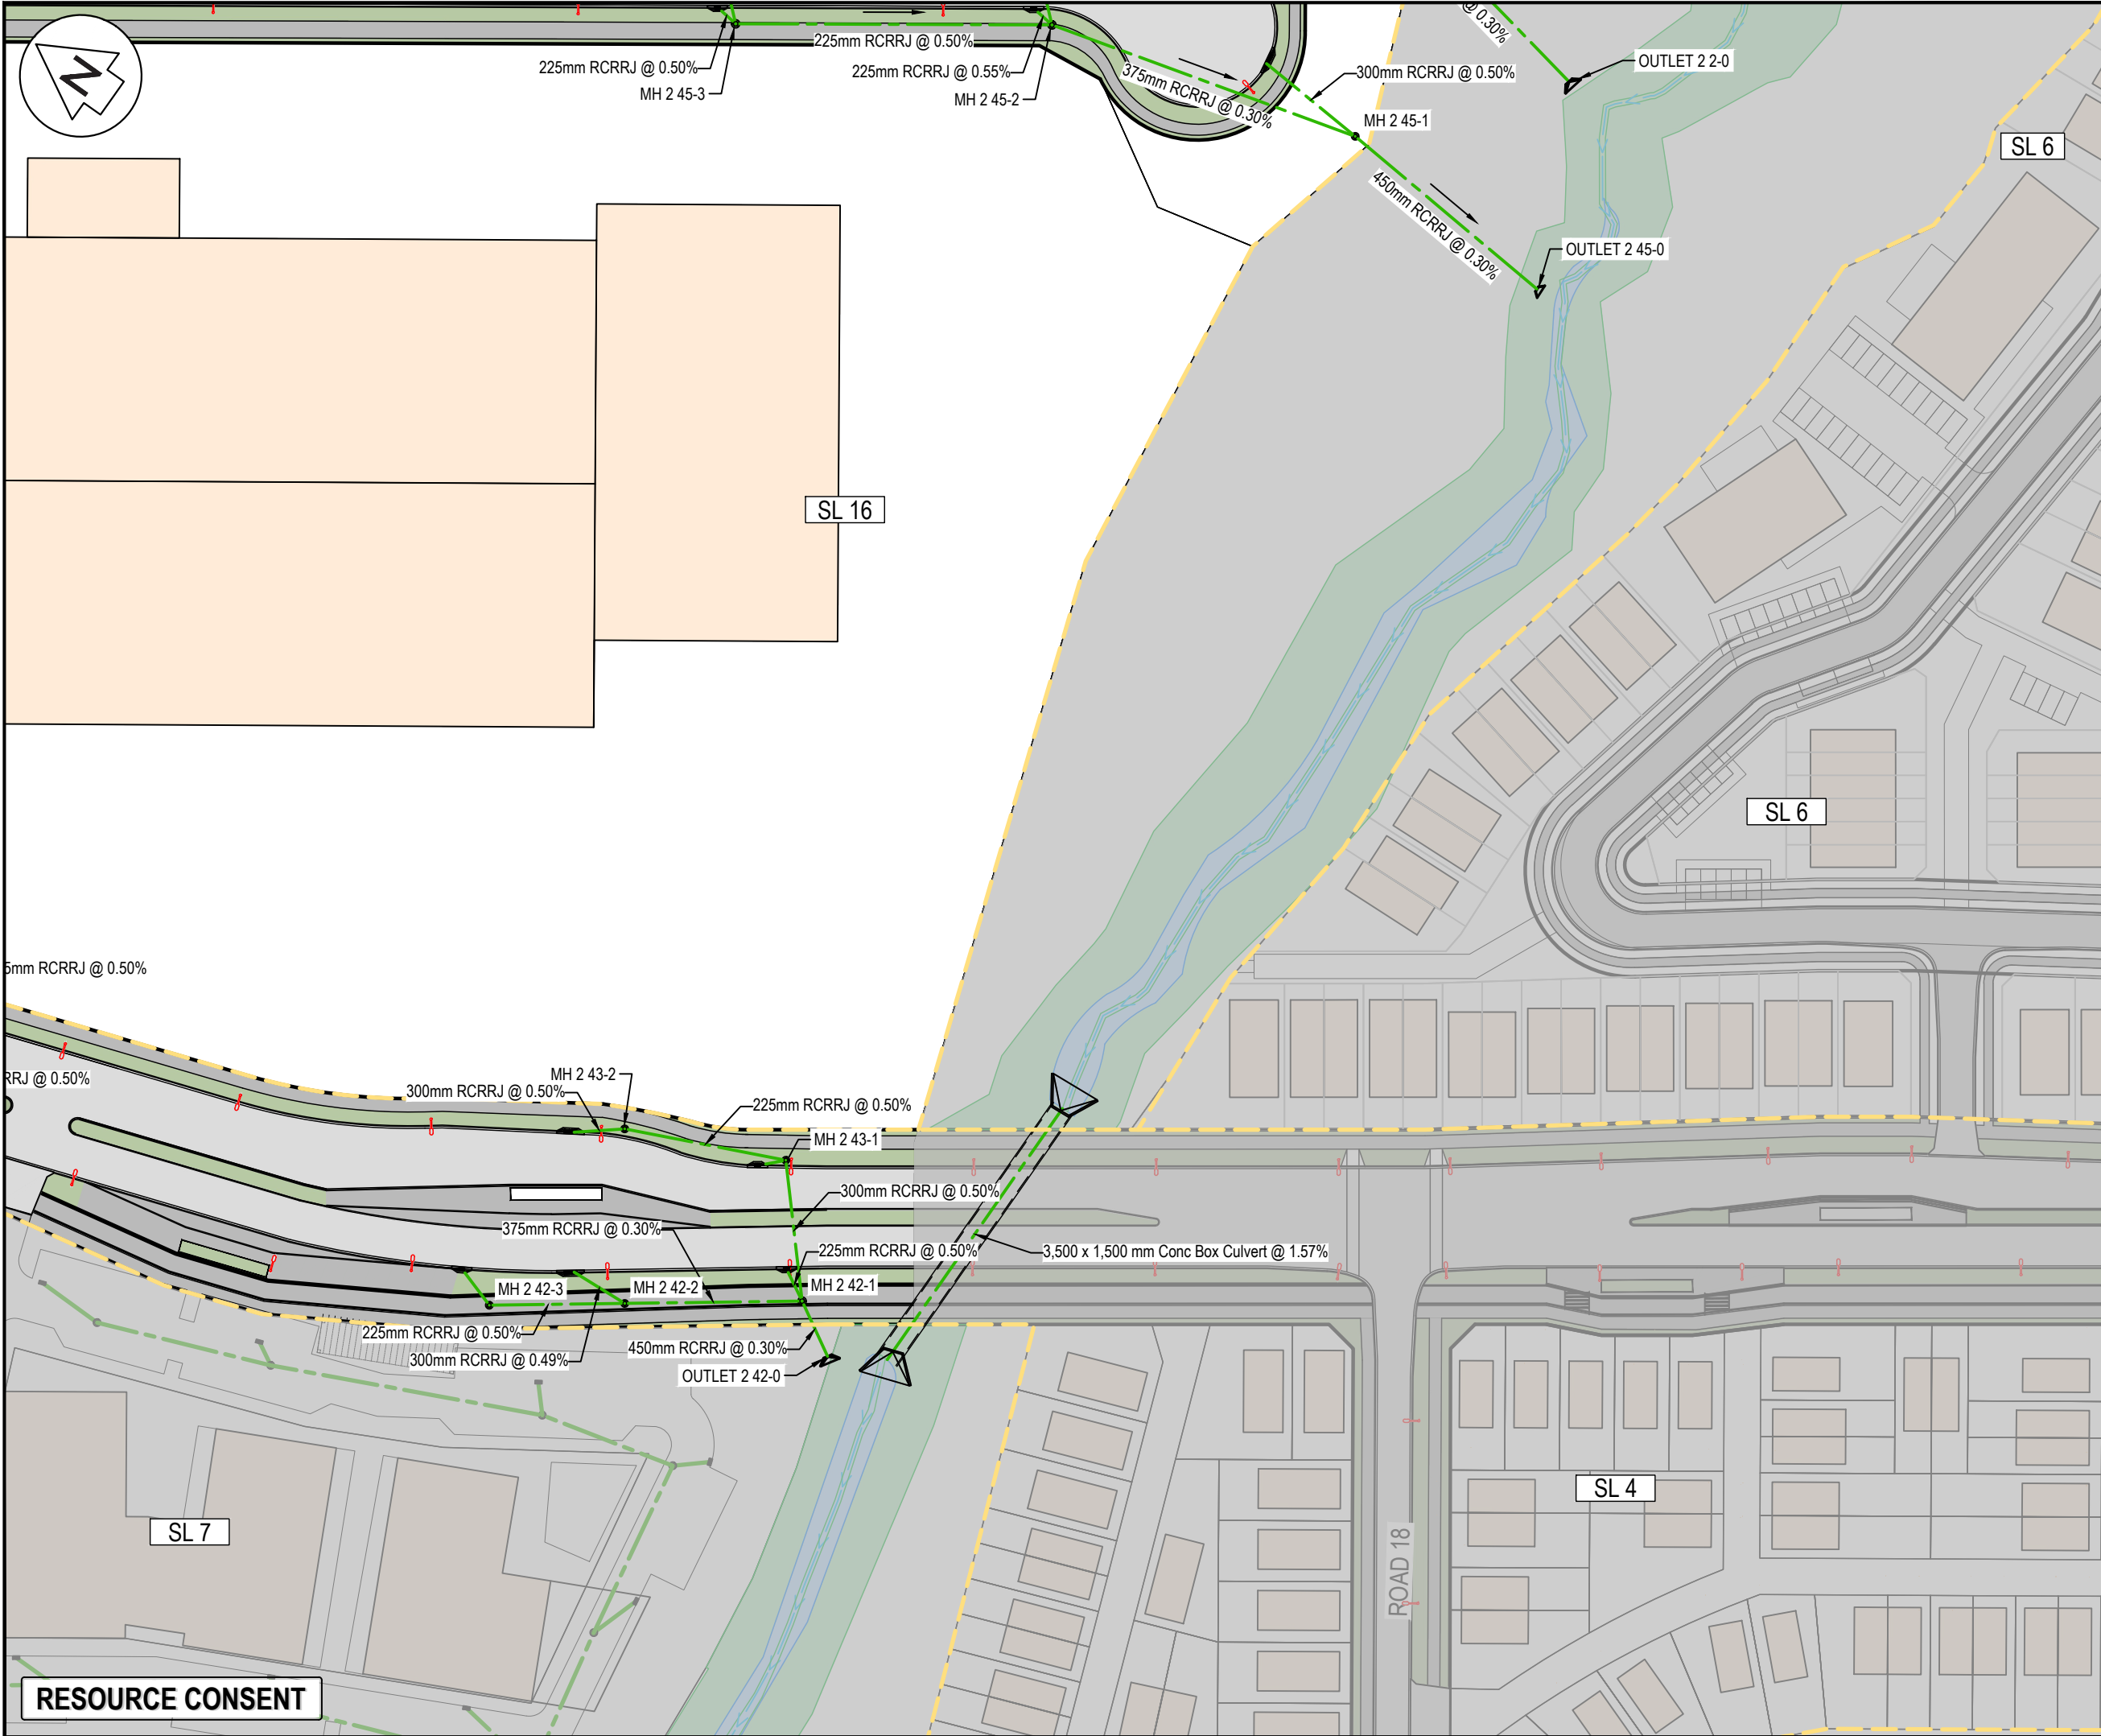 N
225mm RCRRJ @ 0.50%
225mm RCRRJ @ 0.50%
MH 2 45-3
225mm RCRRJ @ 0.55%
MH 2 45-2
375mm RCRRJ @ 0.30%
300mm RCRRJ @ 0.50%
MH 2 45-1
@ 0.30%
OUTLET 2 2-0
SL 6
450mm RCRRJ @ 0.30%
OUTLET 2 45-0
SL 16
SL 6
5mm RCRRJ @ 0.50%
RRJ @ 0.50%
MH 2 43-2
300mm RCRRJ @ 0.50%
225mm RCRRJ @ 0.50%
MH 2 43-1
300mm RCRRJ @ 0.50%
375mm RCRRJ @ 0.30%
225mm RCRRJ @ 0.50%
3,500 x 1,500 mm Conc Box Culvert @ 1.57%
MH 2 42-3
MH 2 42-2
MH 2 42-1
225mm RCRRJ @ 0.50%
300mm RCRRJ @ 0.49%
450mm RCRRJ @ 0.30%
OUTLET 2 42-0
SL 4
SL 7
ROAD 18
RESOURCE CONSENT